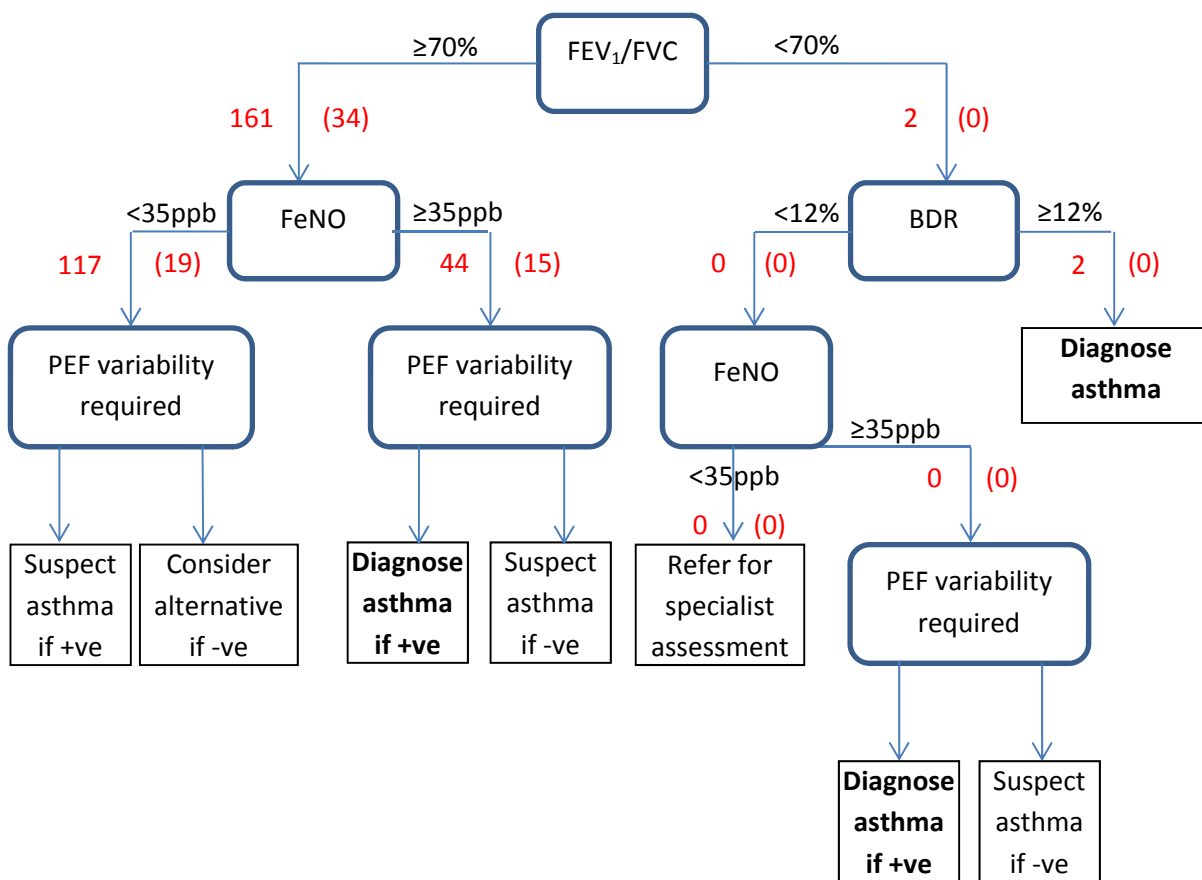 ≥70%
FEV₁/FVC
<70%
161 (34)
2 (0)
<35ppb
FeNO
≥35ppb
<12%
BDR
≥12%
117 (19)
44 (15)
0 (0)
2 (0)
PEF variability
required
PEF variability
required
FeNO
Diagnose
asthma
≥35ppb
<35ppb
0 (0)
0 (0)
Suspect
asthma
if +ve
Consider
alternative
if -ve
Diagnose
asthma
if +ve
Suspect
asthma
if -ve
Refer for
specialist
assessment
PEF variability
required
Diagnose
asthma
if +ve
Suspect
asthma
if -ve